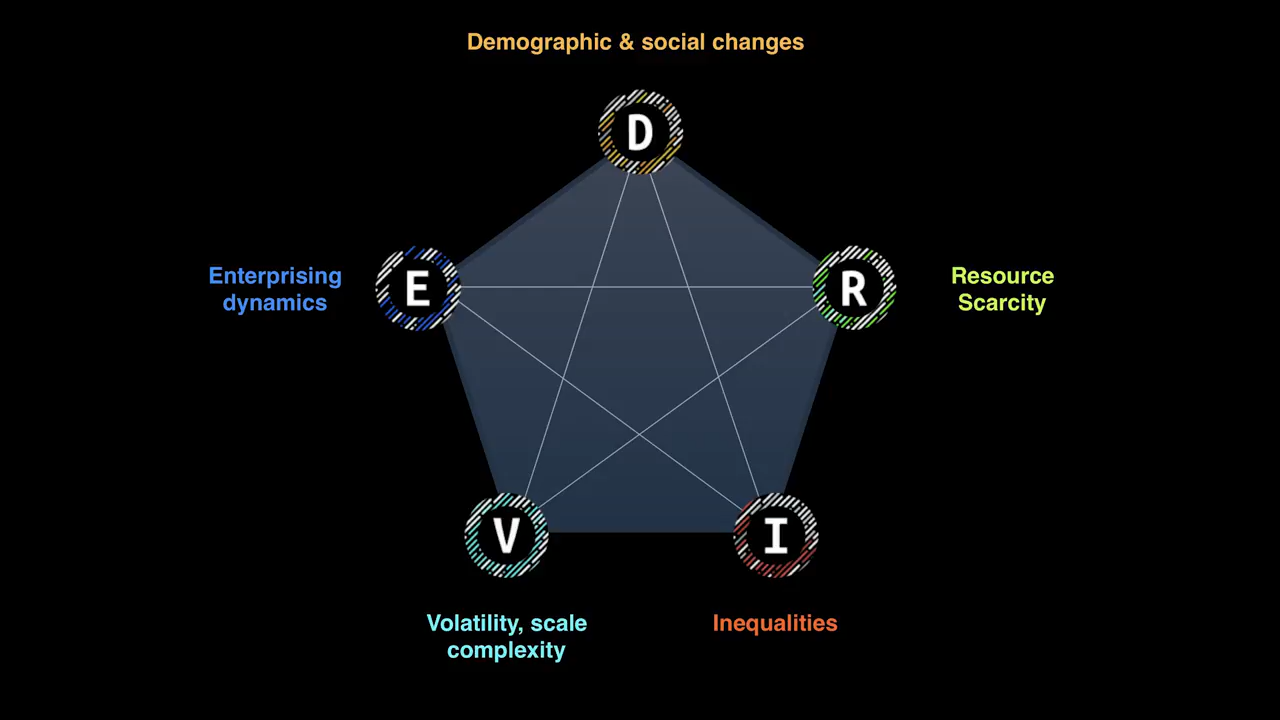 Demographic & social changes
D
Enterprising
dynamics
E
R
Resource
Scarcity
V
I
Volatility, scale
complexity
Inequalities